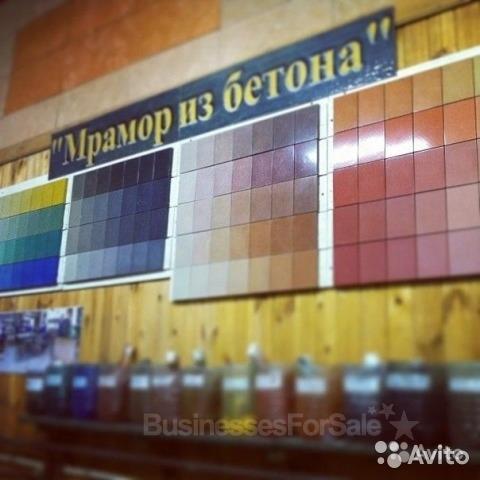 "Мрамор из бетона"
BusinessesForSale
Avito